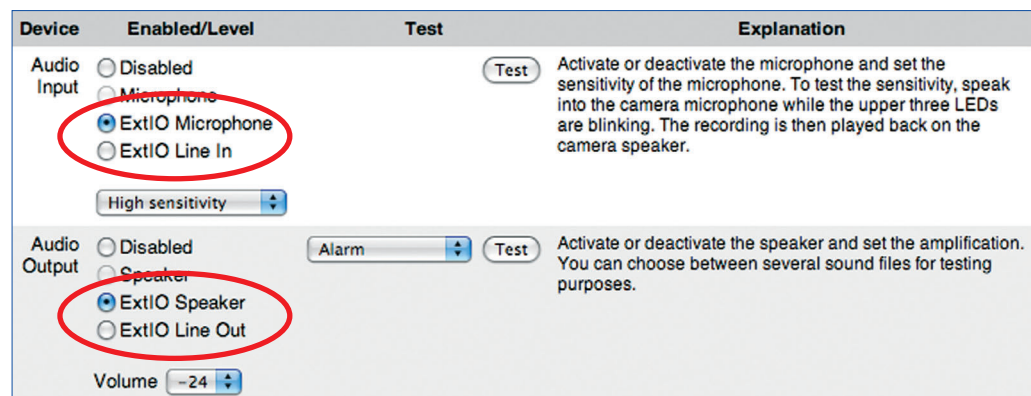 Device Enabled/Level Test Explanation
Audio Input
Disabled
Microphone
ExtIO Microphone
ExtIO Line In
High sensitivity
Test
Activate or deactivate the microphone and set the
sensitivity of the microphone. To test the sensitivity, speak
into the camera microphone while the upper three LEDs
are blinking. The recording is then played back on the
camera speaker.
Audio
Output
Disabled
Speaker
ExtIO Speaker
ExtIO Line Out
Volume -24
Alarm Test
Activate or deactivate the speaker and set the amplification.
You can choose between several sound files for testing
purposes.